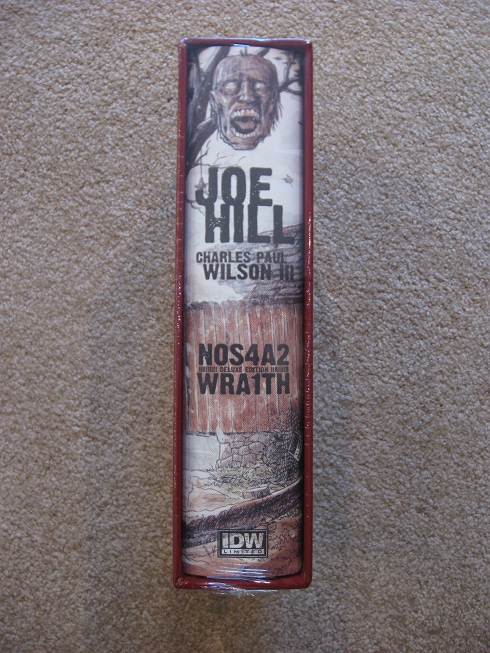 JOE
HILL
CHARLES PAUL
WILSON III
NOS4A2
DELUXE EDITION
WRA1TH
IDW
LIMITED